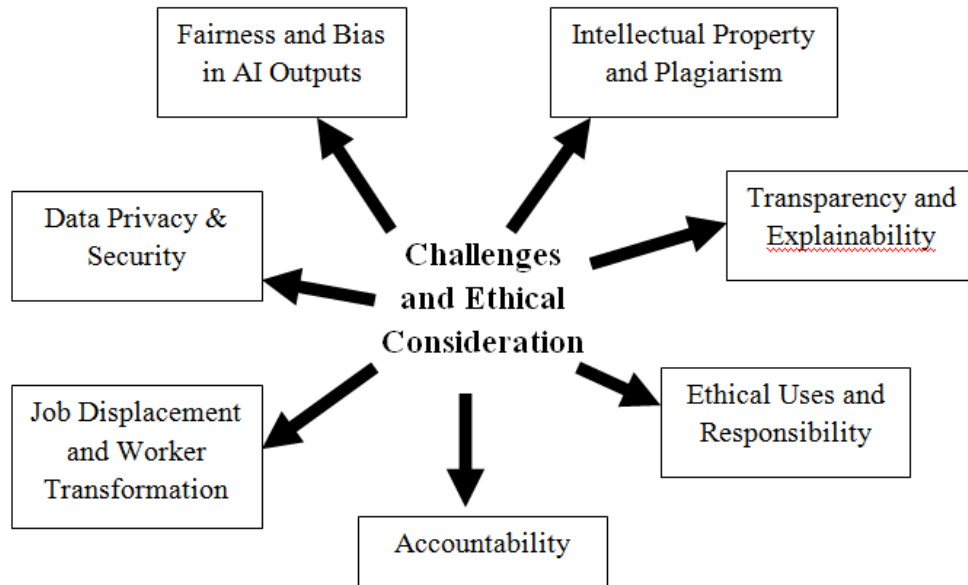 Fairness and Bias
in AI Outputs
Intellectual Property
and Plagiarism
Data Privacy &
Security
Transparency and
Explainability
Challenges
and Ethical
Consideration
Job Displacement
and Worker
Transformation
Ethical Uses and
Responsibility
Accountability